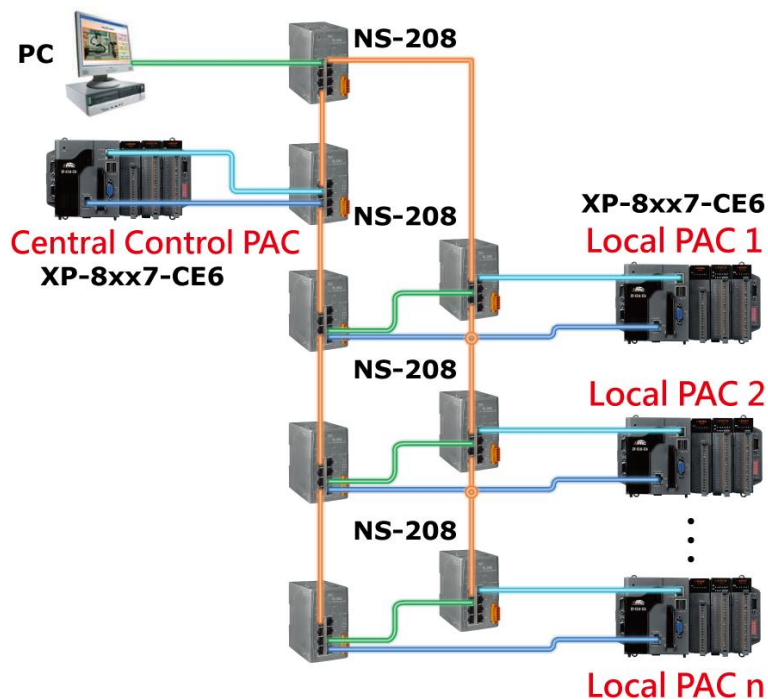 NS-208
PC
NS-208
Central Control PAC
XP-8xx7-CE6
XP-8xx7-CE6
Local PAC 1
NS-208
Local PAC 2
NS-208
Local PAC n